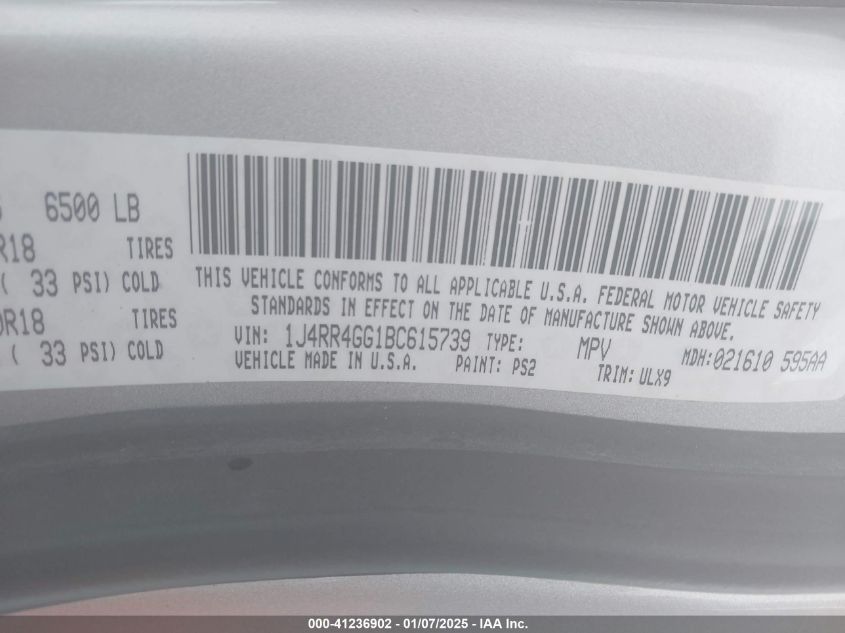 6500 LB
R18 TIRES
( 33 PSI) COLD
0R18 TIRES
( 33 PSI) COLD
THIS VEHICLE CONFORMS TO ALL APPLICABLE U.S.A. FEDERAL MOTOR VEHICLE SAFETY
STANDARDS IN EFFECT ON THE DATE OF MANUFACTURE SHOWN ABOVE.
VIN: 1J4RR4GG1BC615739 TYPE: MPV MDH:021610 595AA
VEHICLE MADE IN U.S.A. PAINT: PS2 TRIM: ULX9
000-41236902 - 01/07/2025 - IAA Inc.